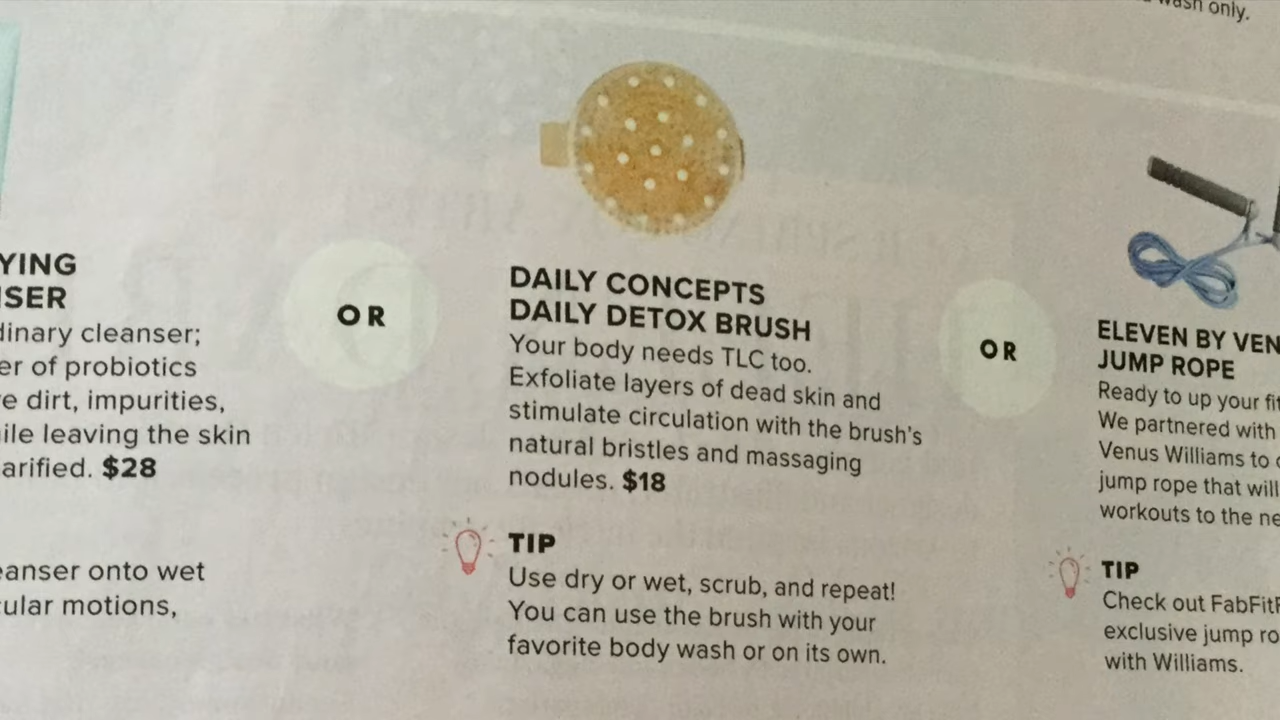 wash only.
YING
ISER
dinary cleanser;
er of probiotics
e dirt, impurities,
ile leaving the skin
arified. $28
eanser onto wet
cular motions,
OR
DAILY CONCEPTS
DAILY DETOX BRUSH
Your body needs TLC too.
Exfoliate layers of dead skin and
stimulate circulation with the brush's
natural bristles and massaging
nodules. $18
TIP
Use dry or wet, scrub, and repeat!
You can use the brush with your
favorite body wash or on its own.
OR
ELEVEN BY VEN
JUMP ROPE
Ready to up your fit
We partnered with
Venus Williams to
jump rope that will
workouts to the ne
TIP
Check out FabFitF
exclusive jump ro
with Williams.